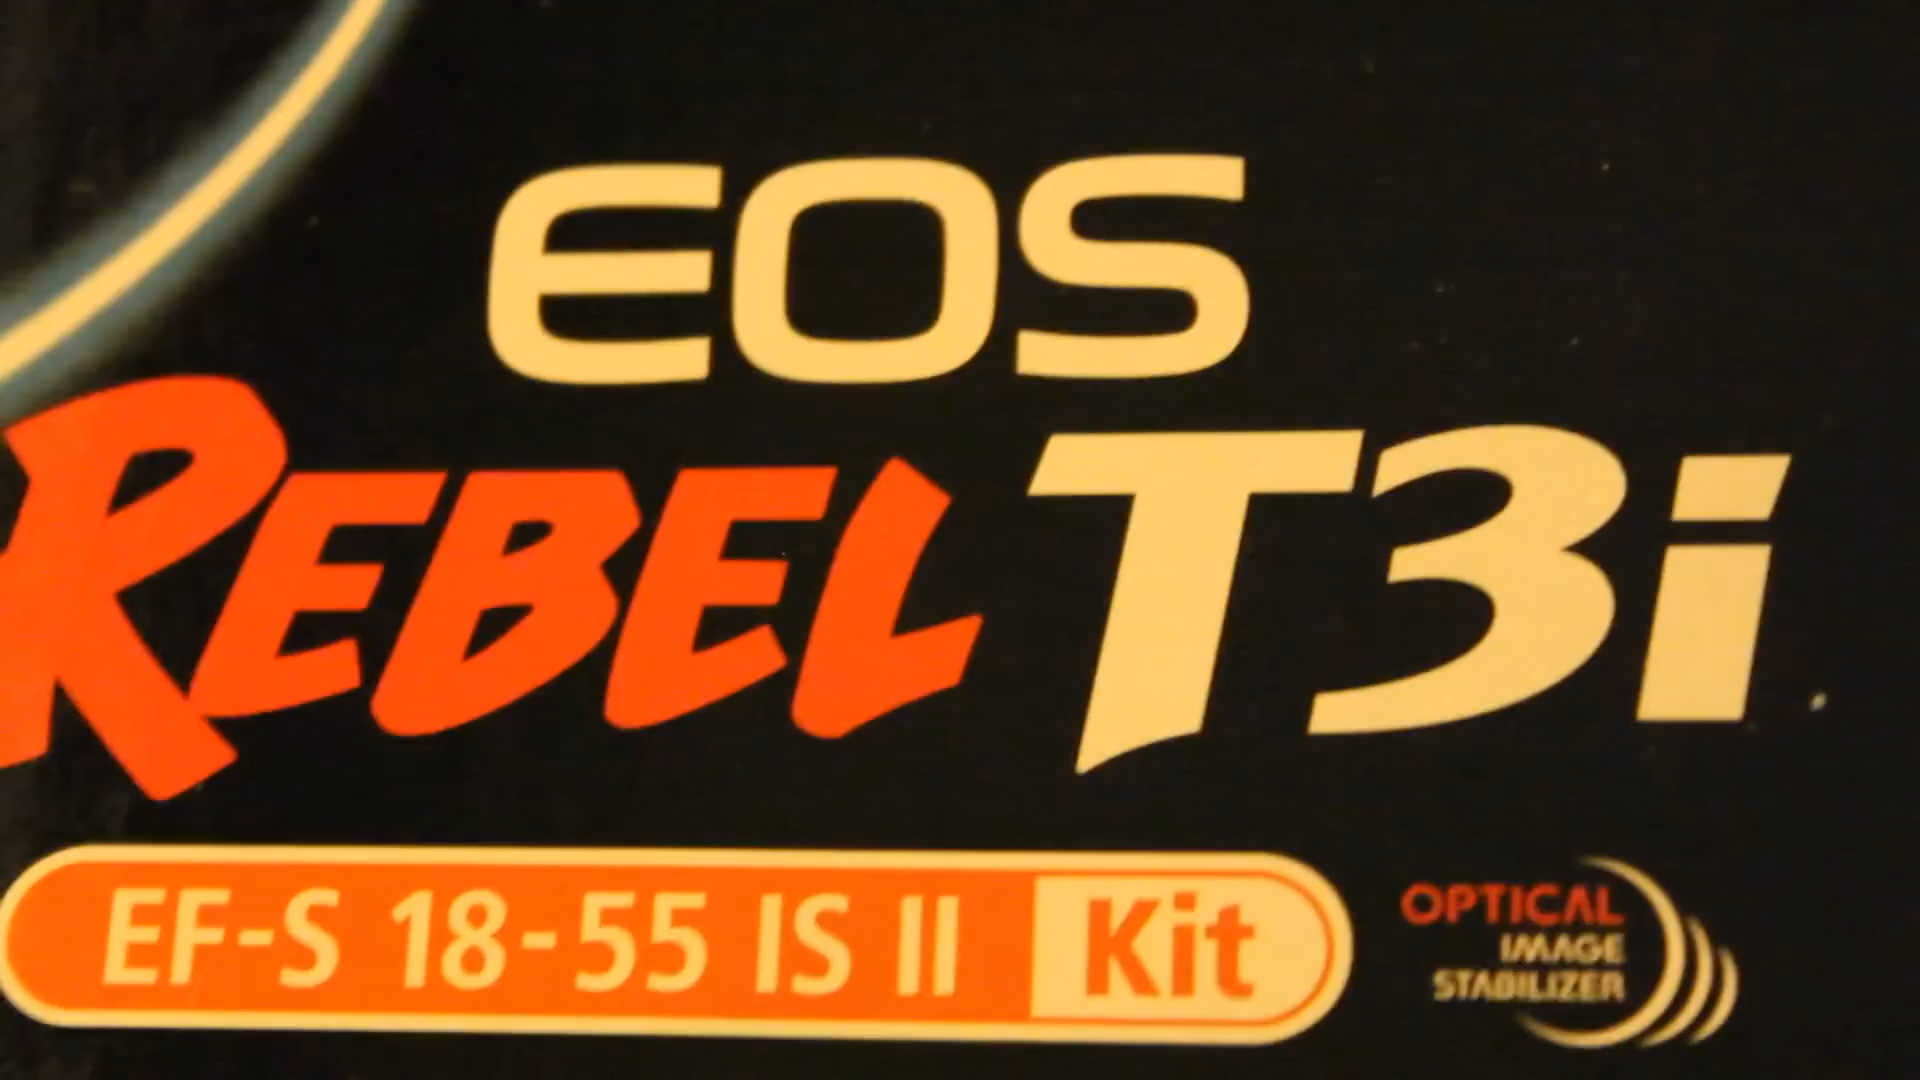 EOS
REBEL T3i
EF-S 18-55 IS II Kit
OPTICAL
IMAGE
STABILIZER